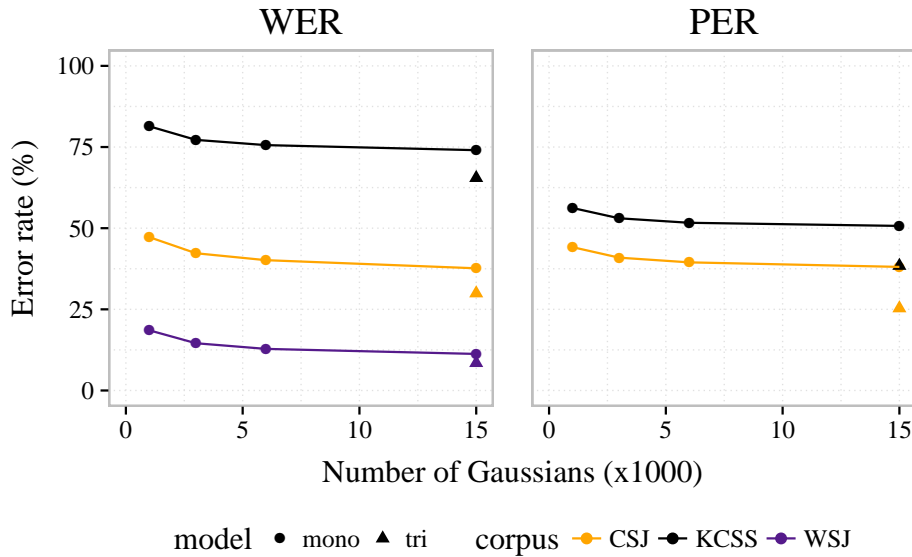 WER PER
Error rate (%)
100
75
50
25
0
0 5 10 15 0 5 10 15
Number of Gaussians (x1000)
model mono tri corpus CSJ KCSS WSJ